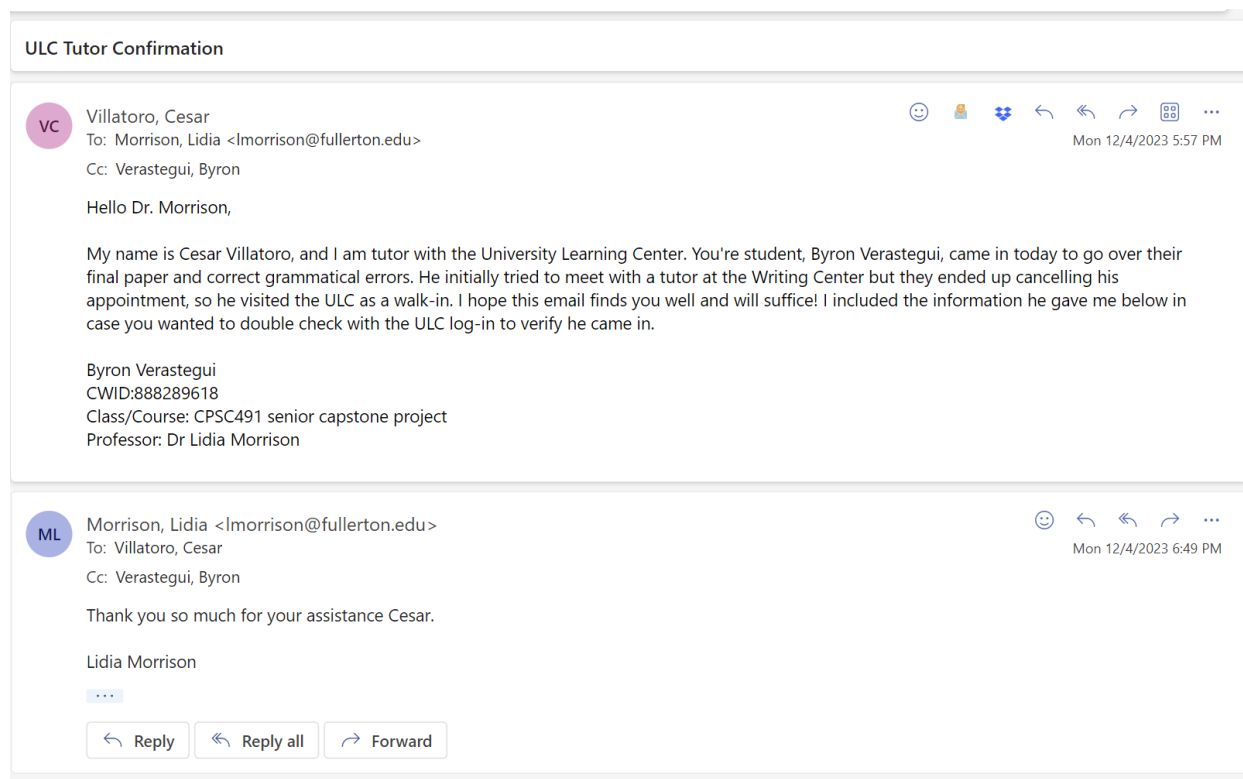 ULC Tutor Confirmation
VC
Villatoro, Cesar
To: Morrison, Lidia <lmorrison@fullerton.edu>
Mon 12/4/2023 5:57 PM
Cc: Verastegui, Byron
Hello Dr. Morrison,
My name is Cesar Villatoro, and I am tutor with the University Learning Center. You're student, Byron Verastegui, came in today to go over their
final paper and correct grammatical errors. He initially tried to meet with a tutor at the Writing Center but they ended up cancelling his
appointment, so he visited the ULC as a walk-in. I hope this email finds you well and will suffice! I included the information he gave me below in
case you wanted to double check with the ULC log-in to verify he came in.
Byron Verastegui
CWID:888289618
Class/Course: CPSC491 senior capstone project
Professor: Dr Lidia Morrison
ML
Morrison, Lidia <lmorrison@fullerton.edu>
To: Villatoro, Cesar
Mon 12/4/2023 6:49 PM
Cc: Verastegui, Byron
Thank you so much for your assistance Cesar.
Lidia Morrison
...
Reply Reply all Forward